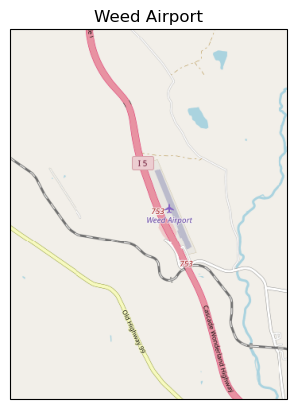 Weed Airport
e I
I 5
753
Weed Airport
753
Cascade Wonderland Highway
Old Highway 99